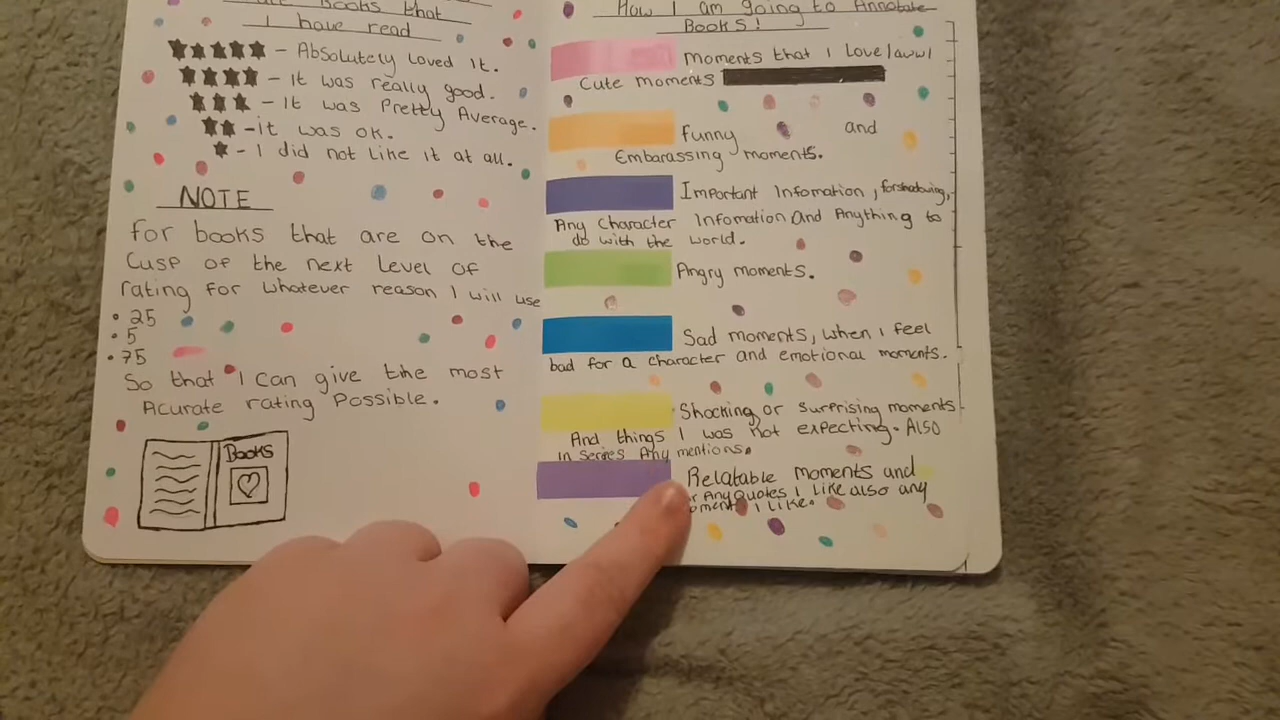 Books that
I have read
- Absolutely Loved It.
- It was really good.
- It was Pretty Average.
- it was ok.
- I did not like it at all.
NOTE
for books that are on the
Cusp of the next Level of
rating for whatever reason I will use
• 25
• 5
• 75
So that I can give the most
Acurate rating Possible.
Books
How I am going to Annotate
Books!
Moments that I Love/aww/
Cute moments
Funny and
Embarassing moments.
Important Infomation, forshadowing,
Any Character Infomation and Anything to
do with the world.
Angry moments.
Sad moments, when I feel
bad for a character and emotional moments.
Shocking or surprising moments
And things I was not expecting. Also
in series Any mentions.
Relatable moments and
Any Quotes I like also any
I like.